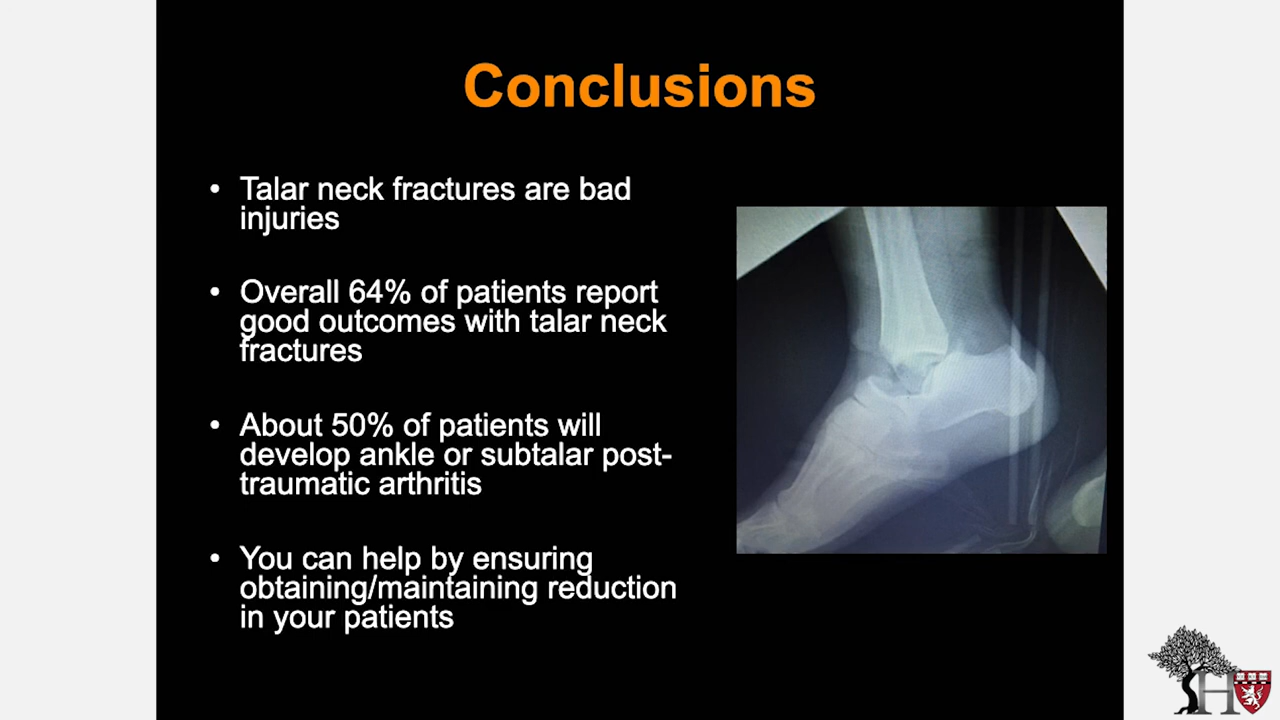 Conclusions
• Talar neck fractures are bad
injuries
• Overall 64% of patients report
good outcomes with talar neck
fractures
• About 50% of patients will
develop ankle or subtalar post-
traumatic arthritis
• You can help by ensuring
obtaining/maintaining reduction
in your patients
H